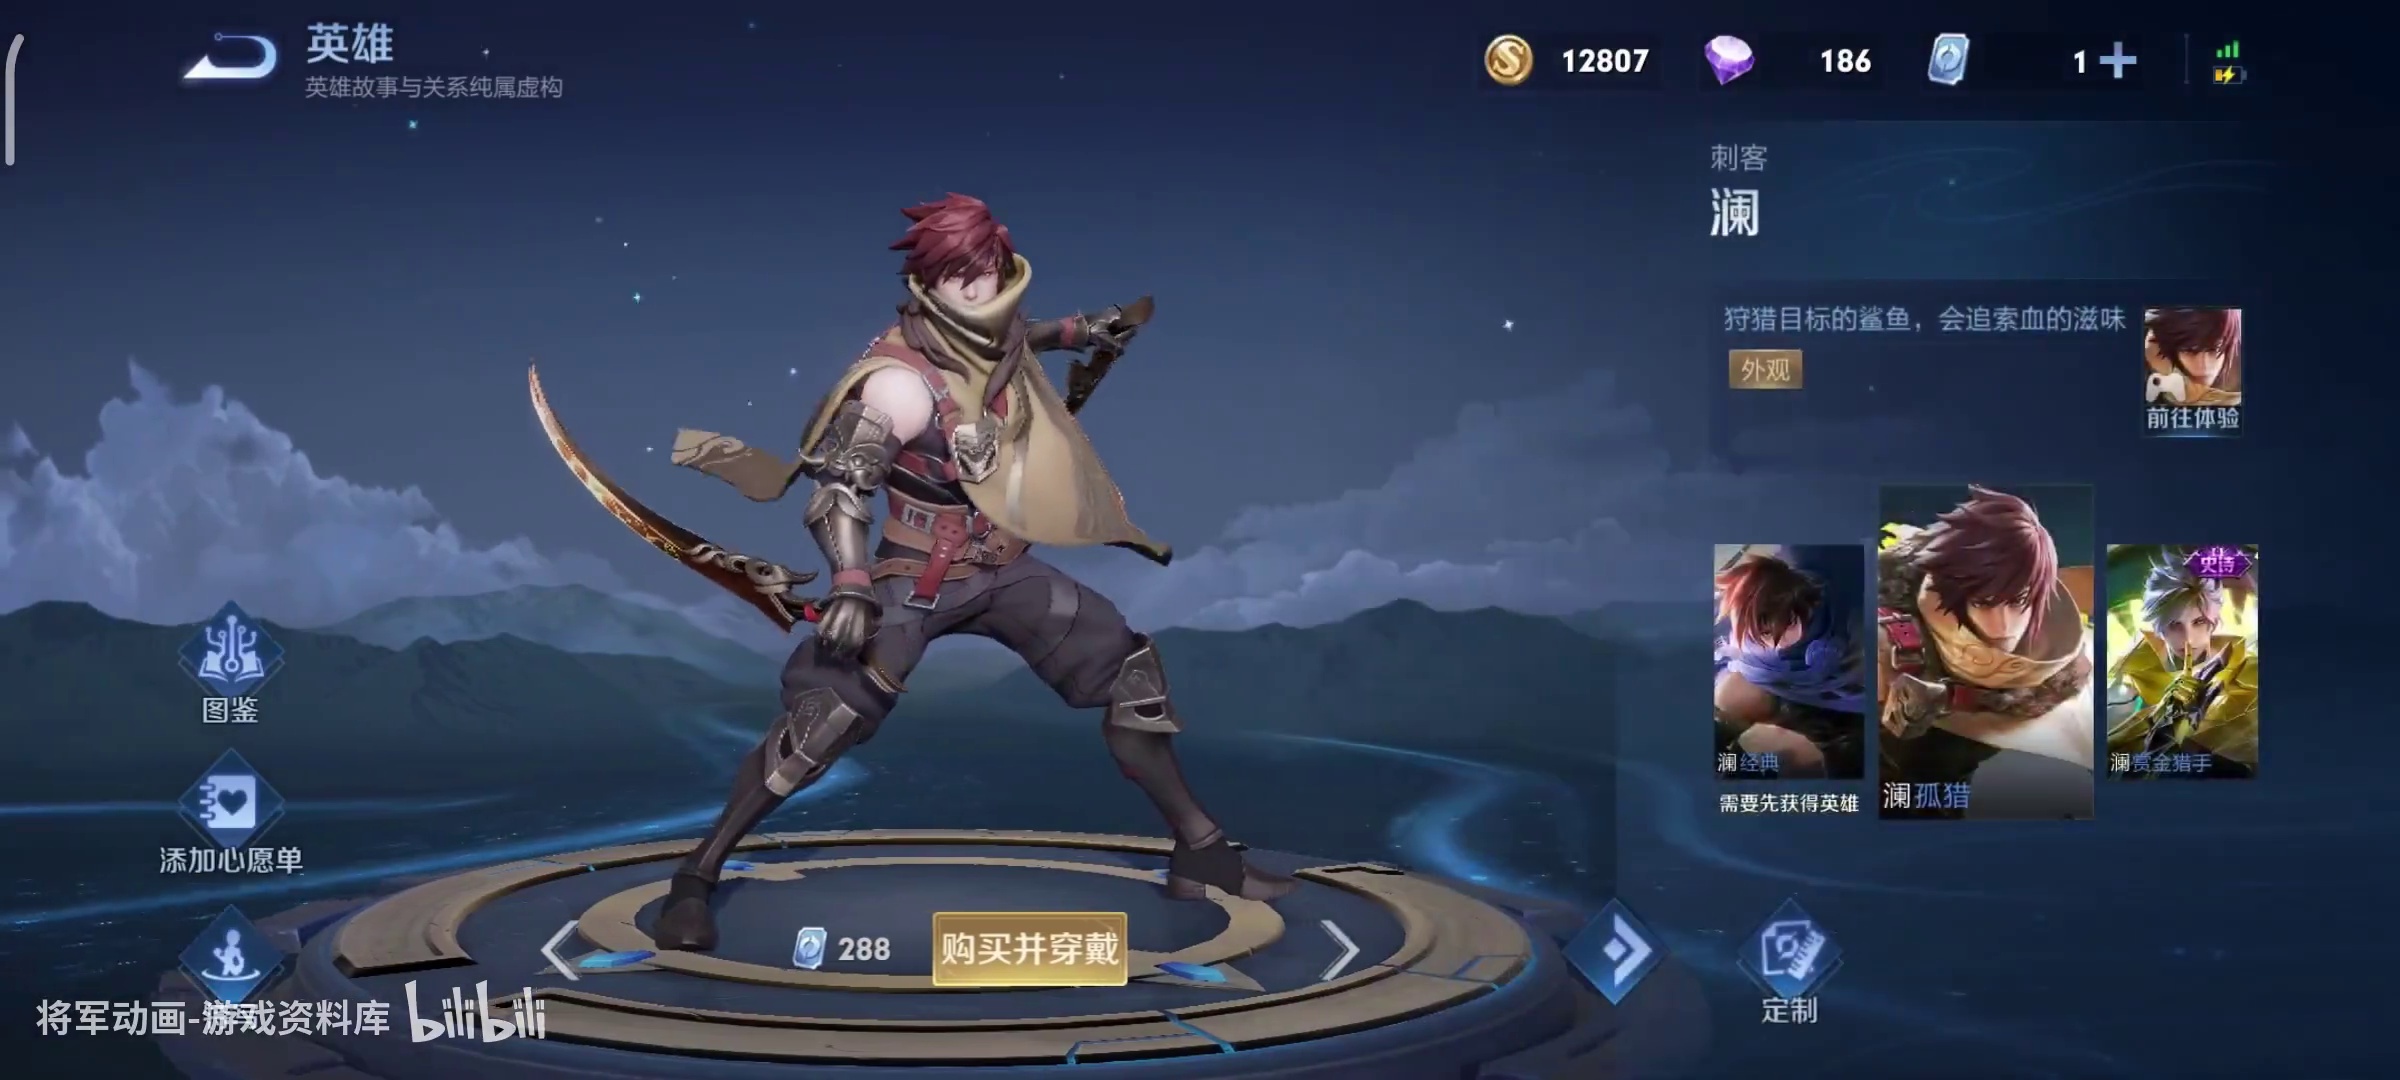 英雄
英雄故事与关系纯属虚构
12807
186
1
刺客
澜
狩猎目标的鲨鱼，会追索血的滋味
外观
前往体验
史诗
澜经典
澜孤猎
澜赏金猎手
需要先获得英雄
图鉴
添加心愿单
288
购买并穿戴
定制
将军动画-游戏资料库
bilibili